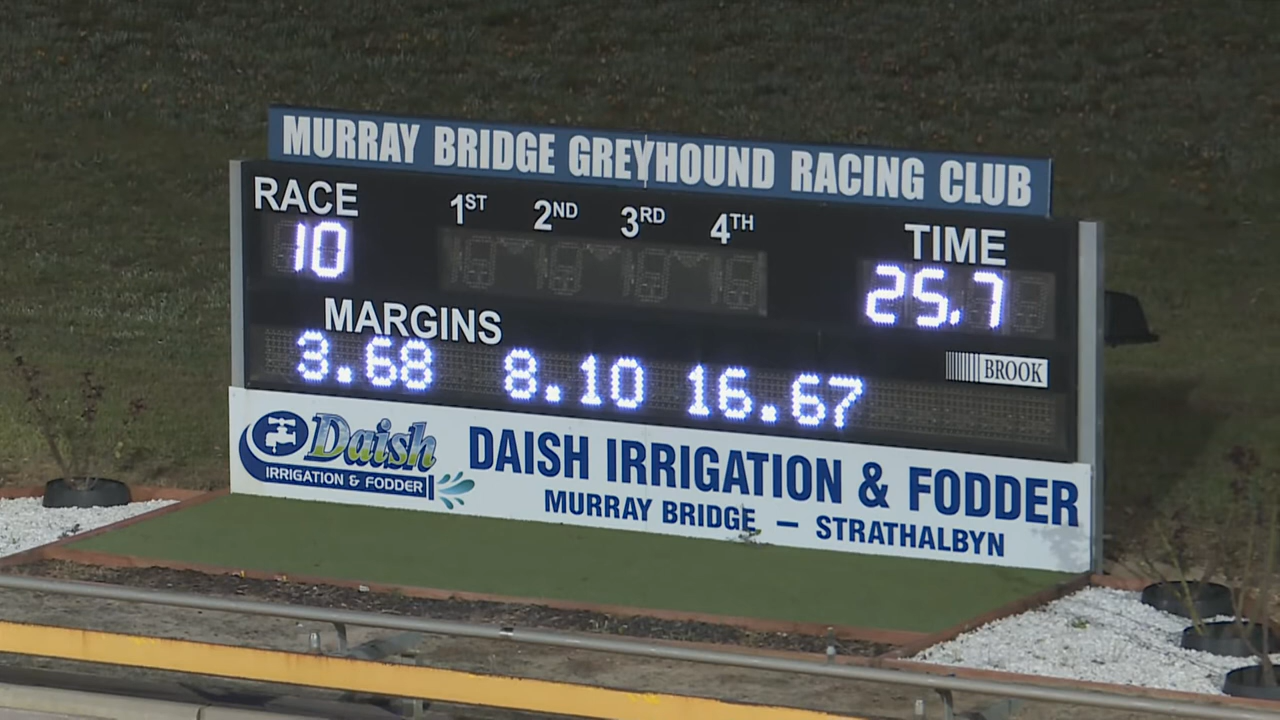 MURRAY BRIDGE GREYHOUND RACING CLUB
RACE 1ST 2ND 3RD 4TH TIME
10 25.7
MARGINS
3.68 8.10 16.67
BROOK
Daish
IRRIGATION & FODDER
DAISH IRRIGATION & FODDER
MURRAY BRIDGE – STRATHALBYN